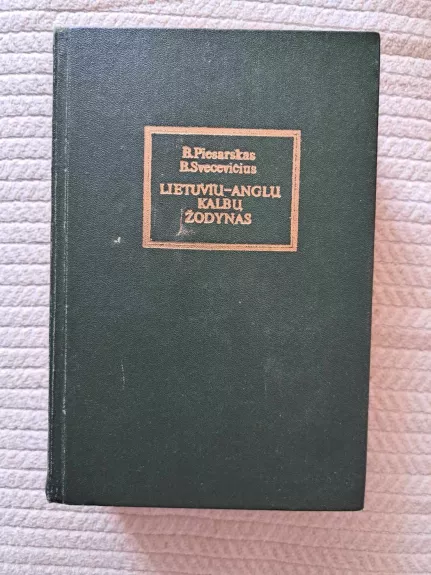 B.Piesarskas
B.Svecevičius
LIETUVIŲ-ANGLŲ
KALBŲ
ŽODYNAS